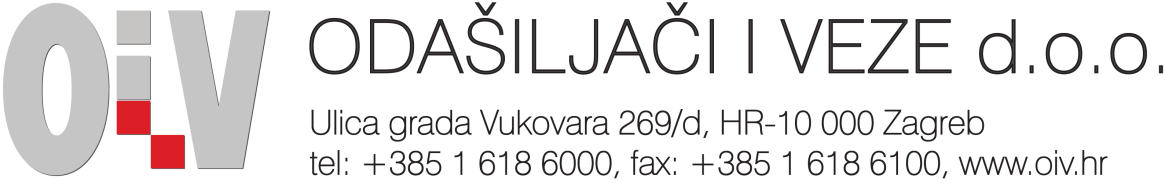 OiV
ODAŠILJAČI I VEZE d.o.o.
Ulica grada Vukovara 269/d, HR-10 000 Zagreb
tel: +385 1 618 6000, fax: +385 1 618 6100, www.oiv.hr